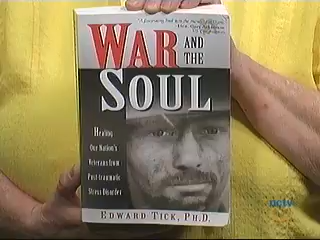 WAR AND
THE
SOUL
Healing
Our Nation's
Veterans from
Post-traumatic
Stress Disorder
EDWARD TICK, PH.D.